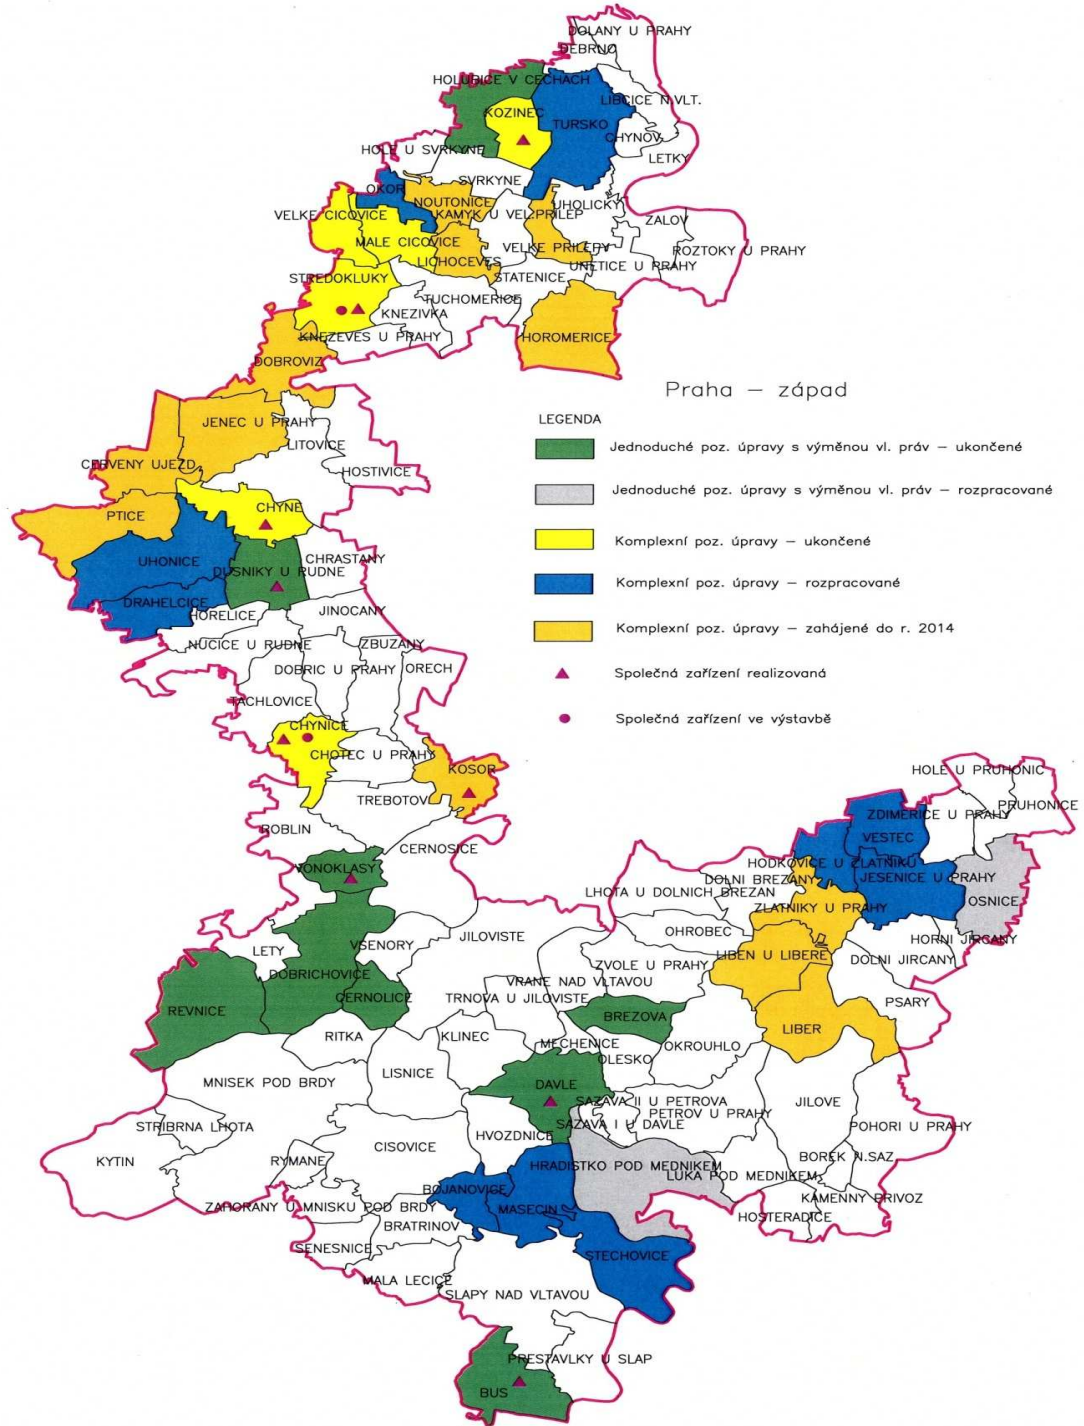 DOLANY U PRAHY
DEBRNO
HOLUBICE V CECHACH
LIBCICE N.VLT.
KOZINEC
TURSKO
CHYNOV
HOLE U SVRKYNE
LETKY
SVRKYNE
OKOR
NOUTONICE
UHOLICKY
VELKE CICOVICE
KAMYK U VEL.PRILEP
ZALOV
MALE CICOVICE
VELKE PRILEPY
ROZTOKY U PRAHY
LICHOCEVES
UNETICE U PRAHY
STREDOKLUKY
STATENICE
TUCHOMERICE
KNEZIVKA
KNEZEVES U PRAHY
HOROMERICE
DOBROVIZ
Praha – západ
LEGENDA
Jednoduché poz. úpravy s výměnou vl. práv – ukončené
Jednoduché poz. úpravy s výměnou vl. práv – rozpracované
Komplexní poz. úpravy – ukončené
Komplexní poz. úpravy – rozpracované
Komplexní poz. úpravy – zahájené do r. 2014
Společná zařízení realizovaná
Společná zařízení ve výstavbě
JENEC U PRAHY
LITOVICE
CERVENY UJEZD
HOSTIVICE
CHYNE
PTICE
UHONICE
CHRASTANY
DUSNIKY U RUDNE
DRAHELCICE
HORELICE
JINOCANY
NUCICE U RUDNE
ZBUZANY
DOBRIC U PRAHY
ORECH
TACHLOVICE
CHYNICE
CHOTEC U PRAHY
KOSOR
TREBOTOV
ROBLIN
CERNOSICE
HOLE U PRUHONIC
PRUHONICE
ZDIMERICE U PRAHY
VESTEC
HODKOVICE U ZLATNIKU
VONOKLASY
DOLNI BREZANY
JESENICE U PRAHY
LHOTA U DOLNICH BREZAN
OSNICE
ZLATNIKY U PRAHY
OHROBEC
JILOVISTE
HORNI JIRCANY
VSENORY
LETY
LIBEN U LIBERE
DOLNI JIRCANY
ZVOLE U PRAHY
DOBRICHOVICE
VRANE NAD VLTAVOU
CERNOLICE
TRNOVA U JILOVISTE
PSARY
REVNICE
BREZOVA
LIBER
RITKA
KLINEC
MECHENICE
OKROUHLO
OLESKO
LISNICE
MNISEK POD BRDY
DAVLE
SAZAVA II U PETROVA
JILOVE
PETROV U PRAHY
SAZAVA I U DAVLE
STRIBRNA LHOTA
POHORI U PRAHY
HVOZDNICE
CISOVICE
KYTIN
RYMANE
BOREK N.SAZ
HRADISTKO POD MEDNIKEM
LUKA POD MEDNIKEM
BOJANOVICE
KAMENNY PRIVOZ
ZAHORANY U MNISKU POD BRDY
MASECIN
HOSTERADICE
BRATRINOV
SENESNICE
STECHOVICE
MALA LECICE
SLAPY NAD VLTAVOU
PRESTAVLKY U SLAP
BUS